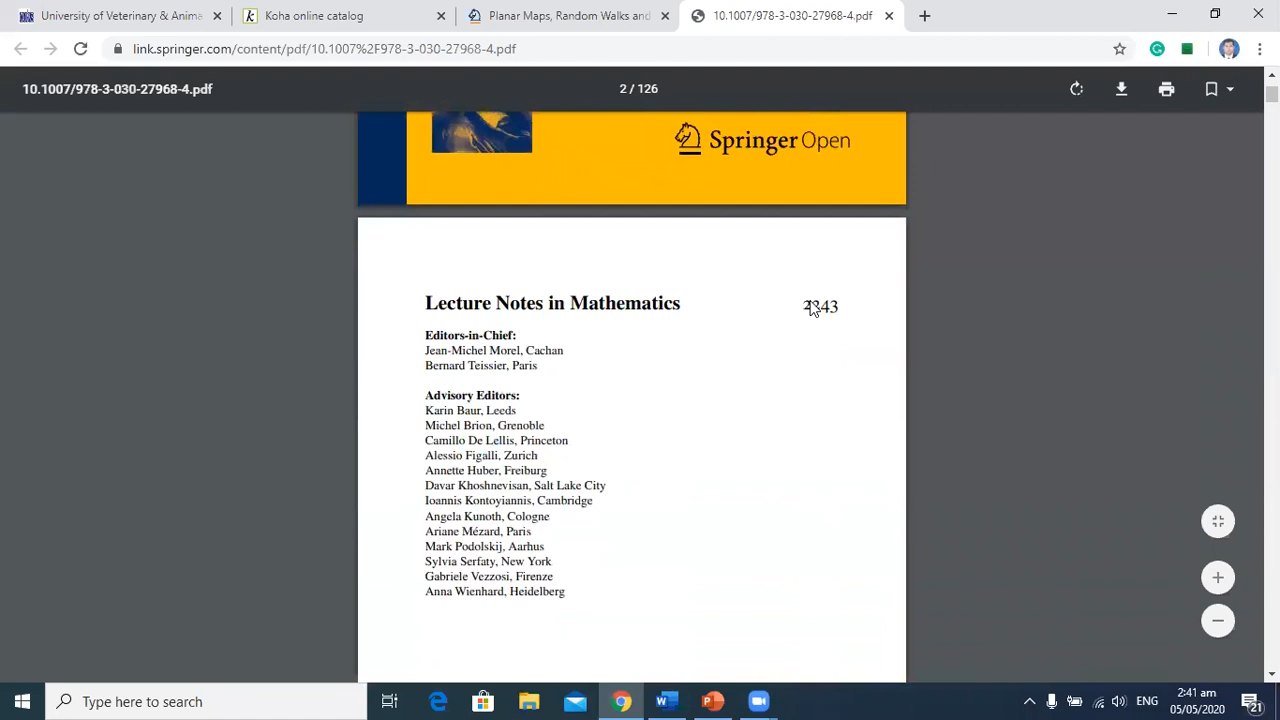 University of Veterinary & Anima
Koha online catalog
Planar Maps, Random Walks and
10.1007/978-3-030-27968-4.pdf
link.springer.com/content/pdf/10.1007%2F978-3-030-27968-4.pdf
10.1007/978-3-030-27968-4.pdf
2 / 126
Springer Open
Lecture Notes in Mathematics
Editors-in-Chief:
Jean-Michel Morel, Cachan
Bernard Teissier, Paris
Advisory Editors:
Karin Baur, Leeds
Michel Brion, Grenoble
Camillo De Lellis, Princeton
Alessio Figalli, Zurich
Annette Huber, Freiburg
Davar Khoshnevisan, Salt Lake City
Ioannis Kontoyiannis, Cambridge
Angela Kunoth, Cologne
Ariane Mézard, Paris
Mark Podolskij, Aarhus
Sylvia Serfaty, New York
Gabriele Vezzosi, Firenze
Anna Wienhard, Heidelberg
Type here to search
ENG
2:41 am
05/05/2020
21